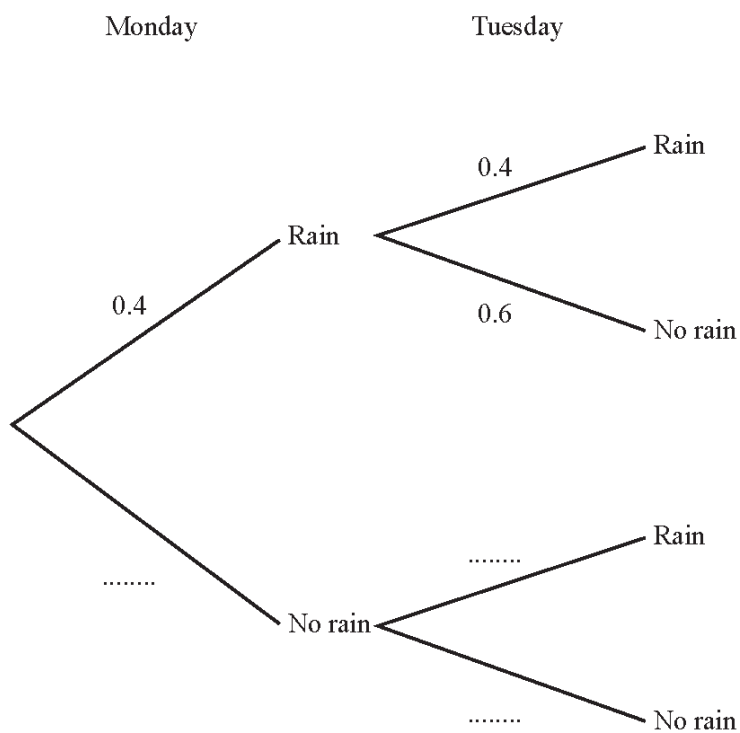 Monday Tuesday
Rain
0.4
Rain
0.4
0.6
No rain
Rain
........
........
No rain
........
No rain